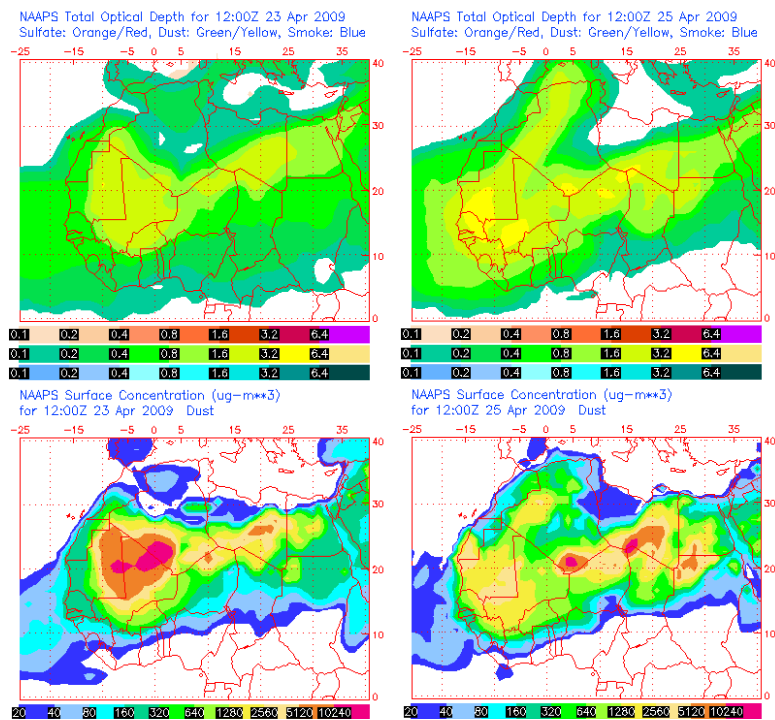 NAAPS Total Optical Depth for 12:00Z 23 Apr 2009
Sulfate: Orange/Red, Dust: Green/Yellow, Smoke: Blue
-25 -15 -5 5 15 25 35
40
30
20
10
0
0.1 0.2 0.4 0.8 1.6 3.2 6.4
0.1 0.2 0.4 0.8 1.6 3.2 6.4
0.1 0.2 0.4 0.8 1.6 3.2 6.4
NAAPS Total Optical Depth for 12:00Z 25 Apr 2009
Sulfate: Orange/Red, Dust: Green/Yellow, Smoke: Blue
-25 -15 -5 5 15 25 35
40
30
20
10
0
0.1 0.2 0.4 0.8 1.6 3.2 6.4
0.1 0.2 0.4 0.8 1.6 3.2 6.4
0.1 0.2 0.4 0.8 1.6 3.2 6.4
NAAPS Surface Concentration (ug-m**3)
for 12:00Z 23 Apr 2009 Dust
-25 -15 -5 5 15 25 35
40
30
20
10
0
20 40 80 160 320 640 1280 2560 5120 10240
NAAPS Surface Concentration (ug-m**3)
for 12:00Z 25 Apr 2009 Dust
-25 -15 -5 5 15 25 35
40
30
20
10
0
20 40 80 160 320 640 1280 2560 5120 10240